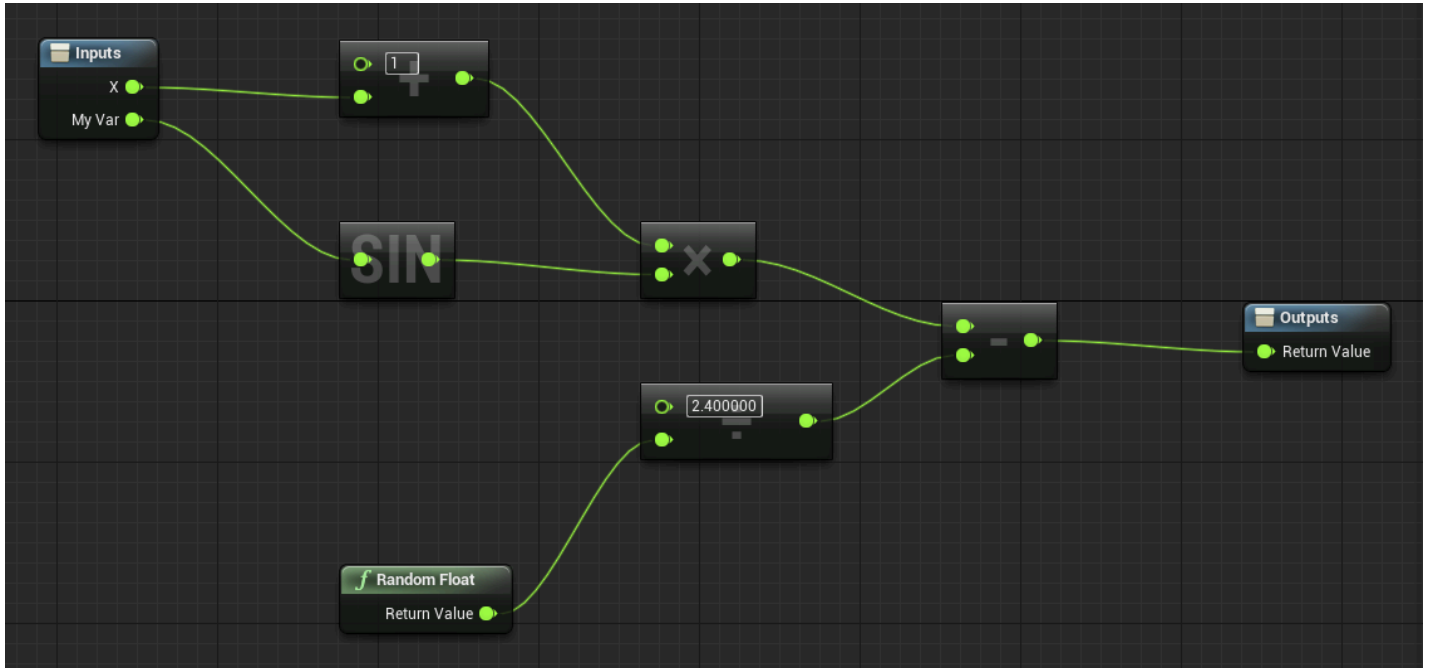 Inputs
X
My Var
1
+
SIN
×
2.400000
÷
-
f Random Float
Return Value
Outputs
Return Value